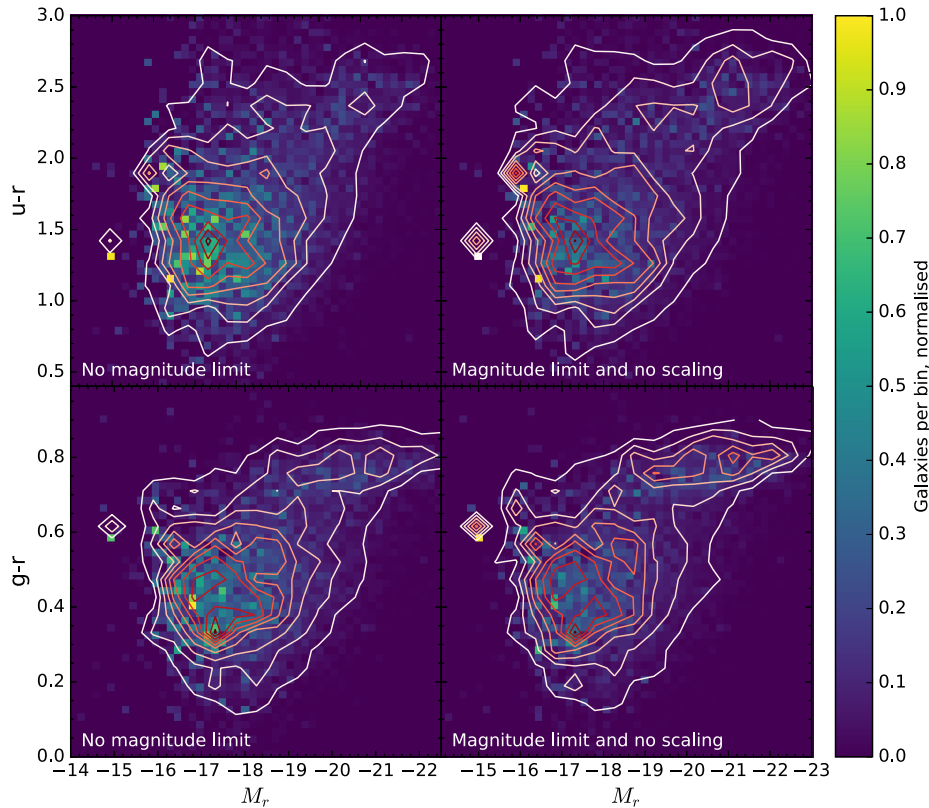 3.0
2.5
2.0
1.5
1.0
0.5
u-r
No magnitude limit
Magnitude limit and no scaling
0.8
0.6
0.4
0.2
0.0
g-r
No magnitude limit
Magnitude limit and no scaling
−14 −15 −16 −17 −18 −19 −20 −21 −22
−15 −16 −17 −18 −19 −20 −21 −22 −23
M_r
M_r
1.0
0.9
0.8
0.7
0.6
0.5
0.4
0.3
0.2
0.1
0.0
Galaxies per bin, normalised